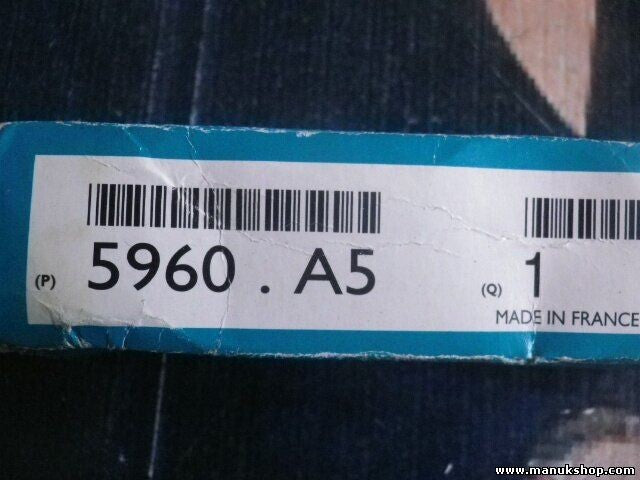 (P) 5960 . A5
(Q) 1
MADE IN FRANCE
www.manukshop.com